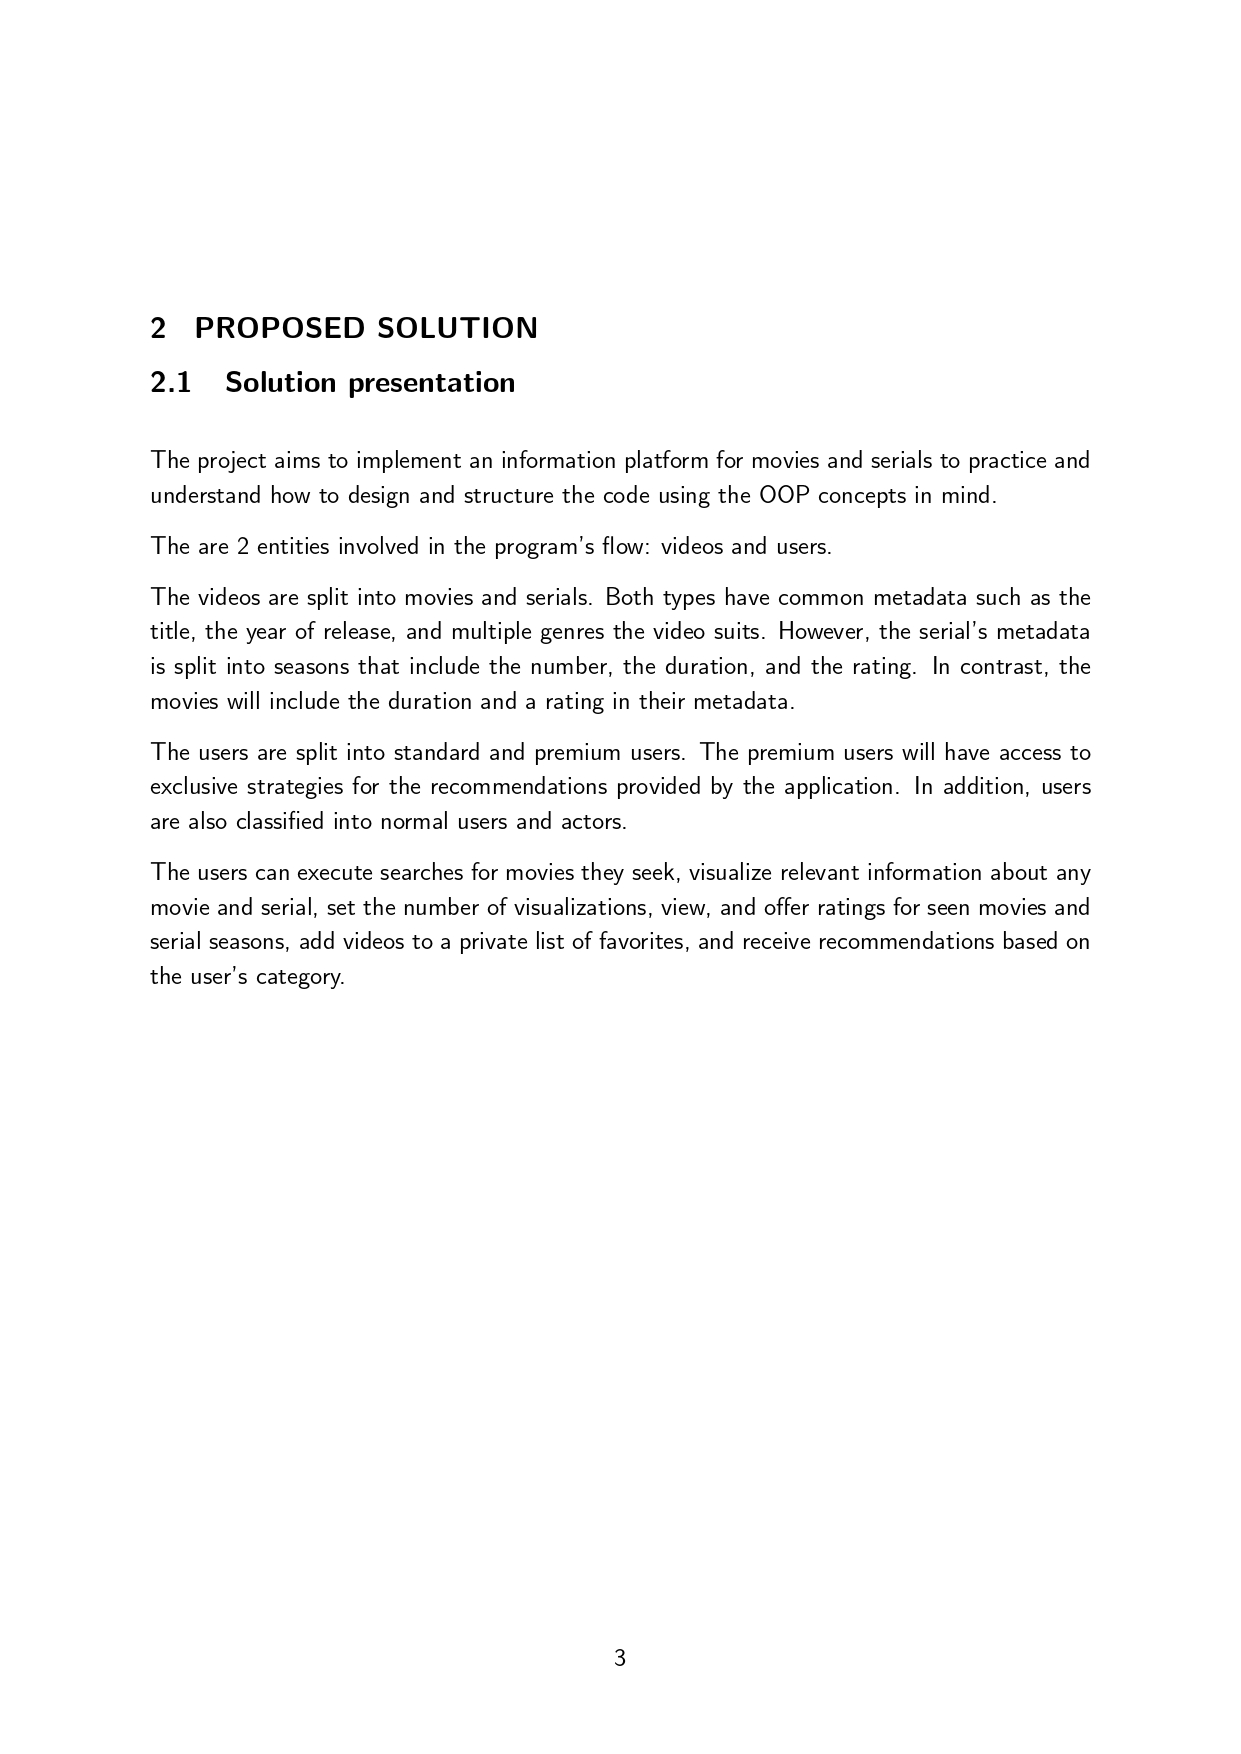 2 PROPOSED SOLUTION
2.1 Solution presentation
The project aims to implement an information platform for movies and serials to practice and
understand how to design and structure the code using the OOP concepts in mind.
The are 2 entities involved in the program's flow: videos and users.
The videos are split into movies and serials. Both types have common metadata such as the
title, the year of release, and multiple genres the video suits. However, the serial's metadata
is split into seasons that include the number, the duration, and the rating. In contrast, the
movies will include the duration and a rating in their metadata.
The users are split into standard and premium users. The premium users will have access to
exclusive strategies for the recommendations provided by the application. In addition, users
are also classified into normal users and actors.
The users can execute searches for movies they seek, visualize relevant information about any
movie and serial, set the number of visualizations, view, and offer ratings for seen movies and
serial seasons, add videos to a private list of favorites, and receive recommendations based on
the user's category.
3